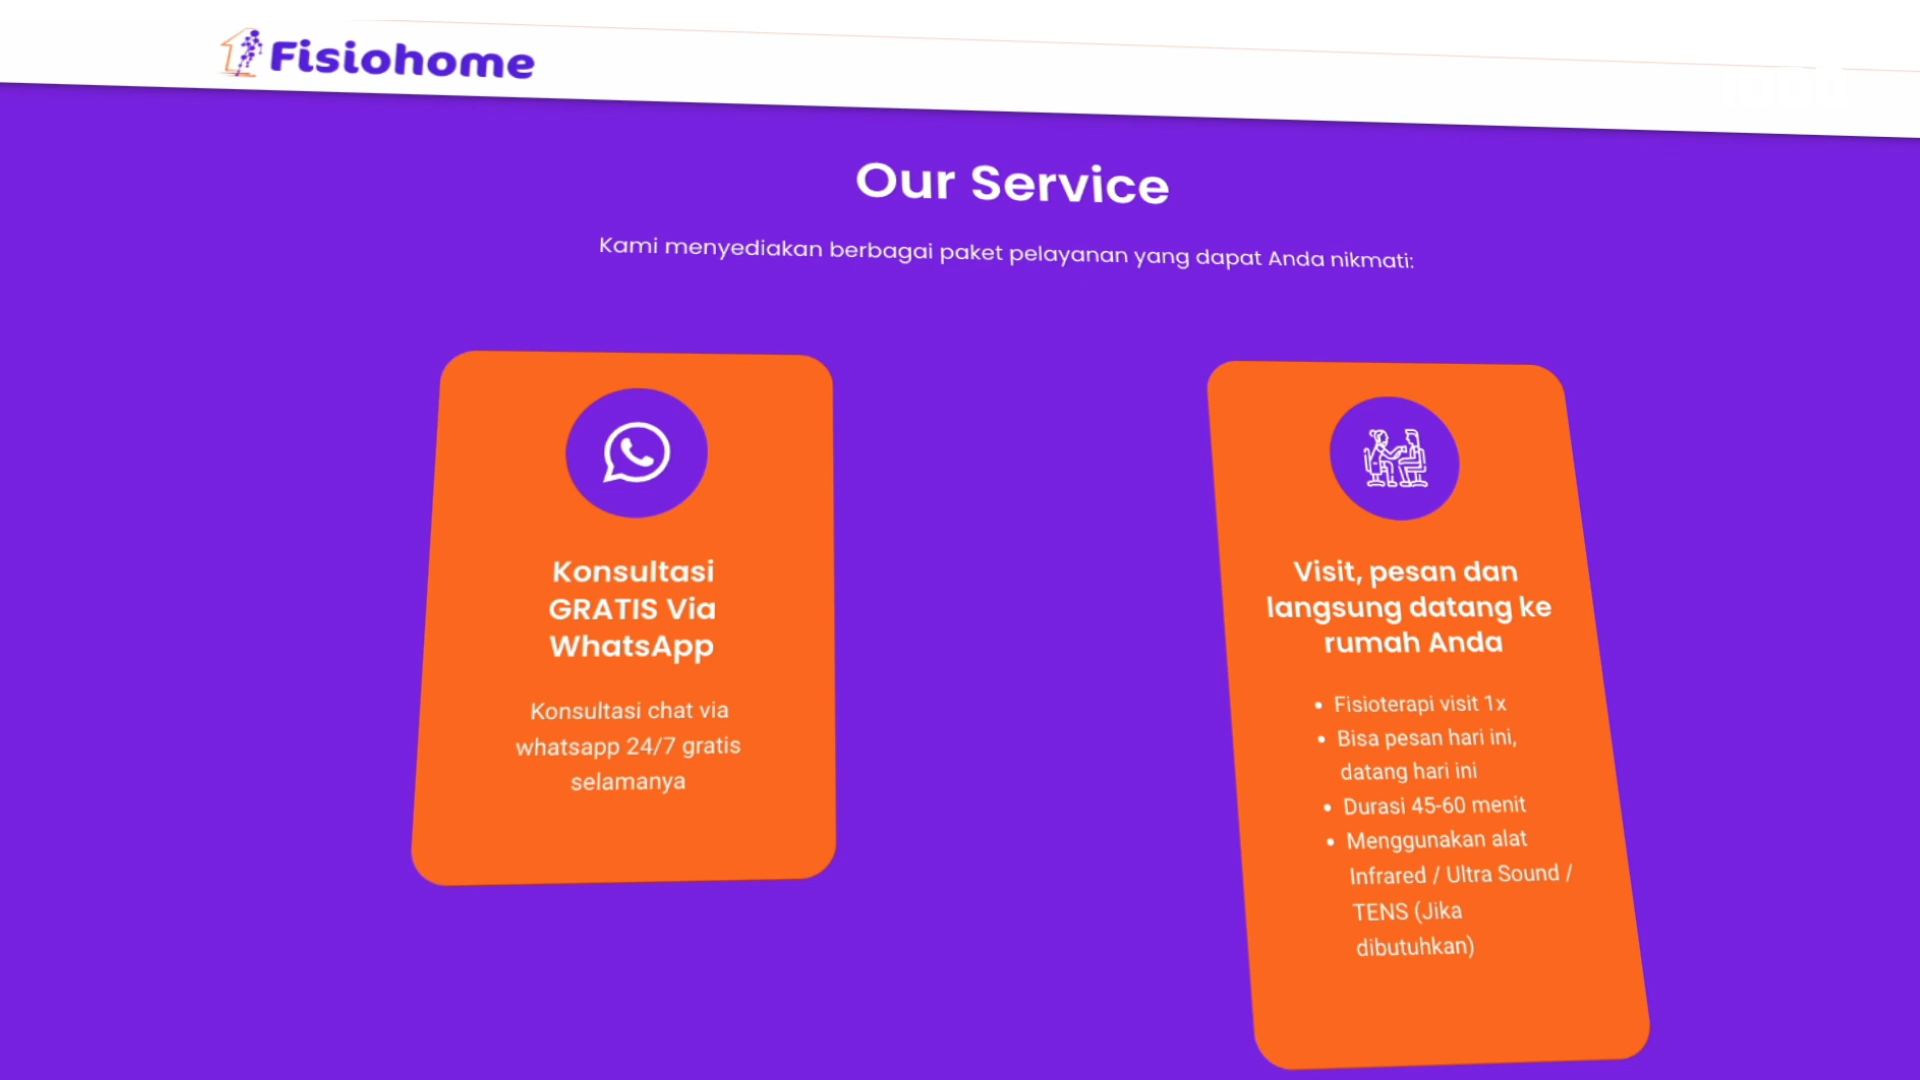 Fisiohome
Our Service
Kami menyediakan berbagai paket pelayanan yang dapat Anda nikmati:
Konsultasi
GRATIS Via
WhatsApp
Konsultasi chat via
whatsapp 24/7 gratis
selamanya
Visit, pesan dan
langsung datang ke
rumah Anda
• Fisioterapi visit 1x
• Bisa pesan hari ini,
datang hari ini
• Durasi 45-60 menit
• Menggunakan alat
Infrared / Ultra Sound /
TENS (Jika
dibutuhkan)